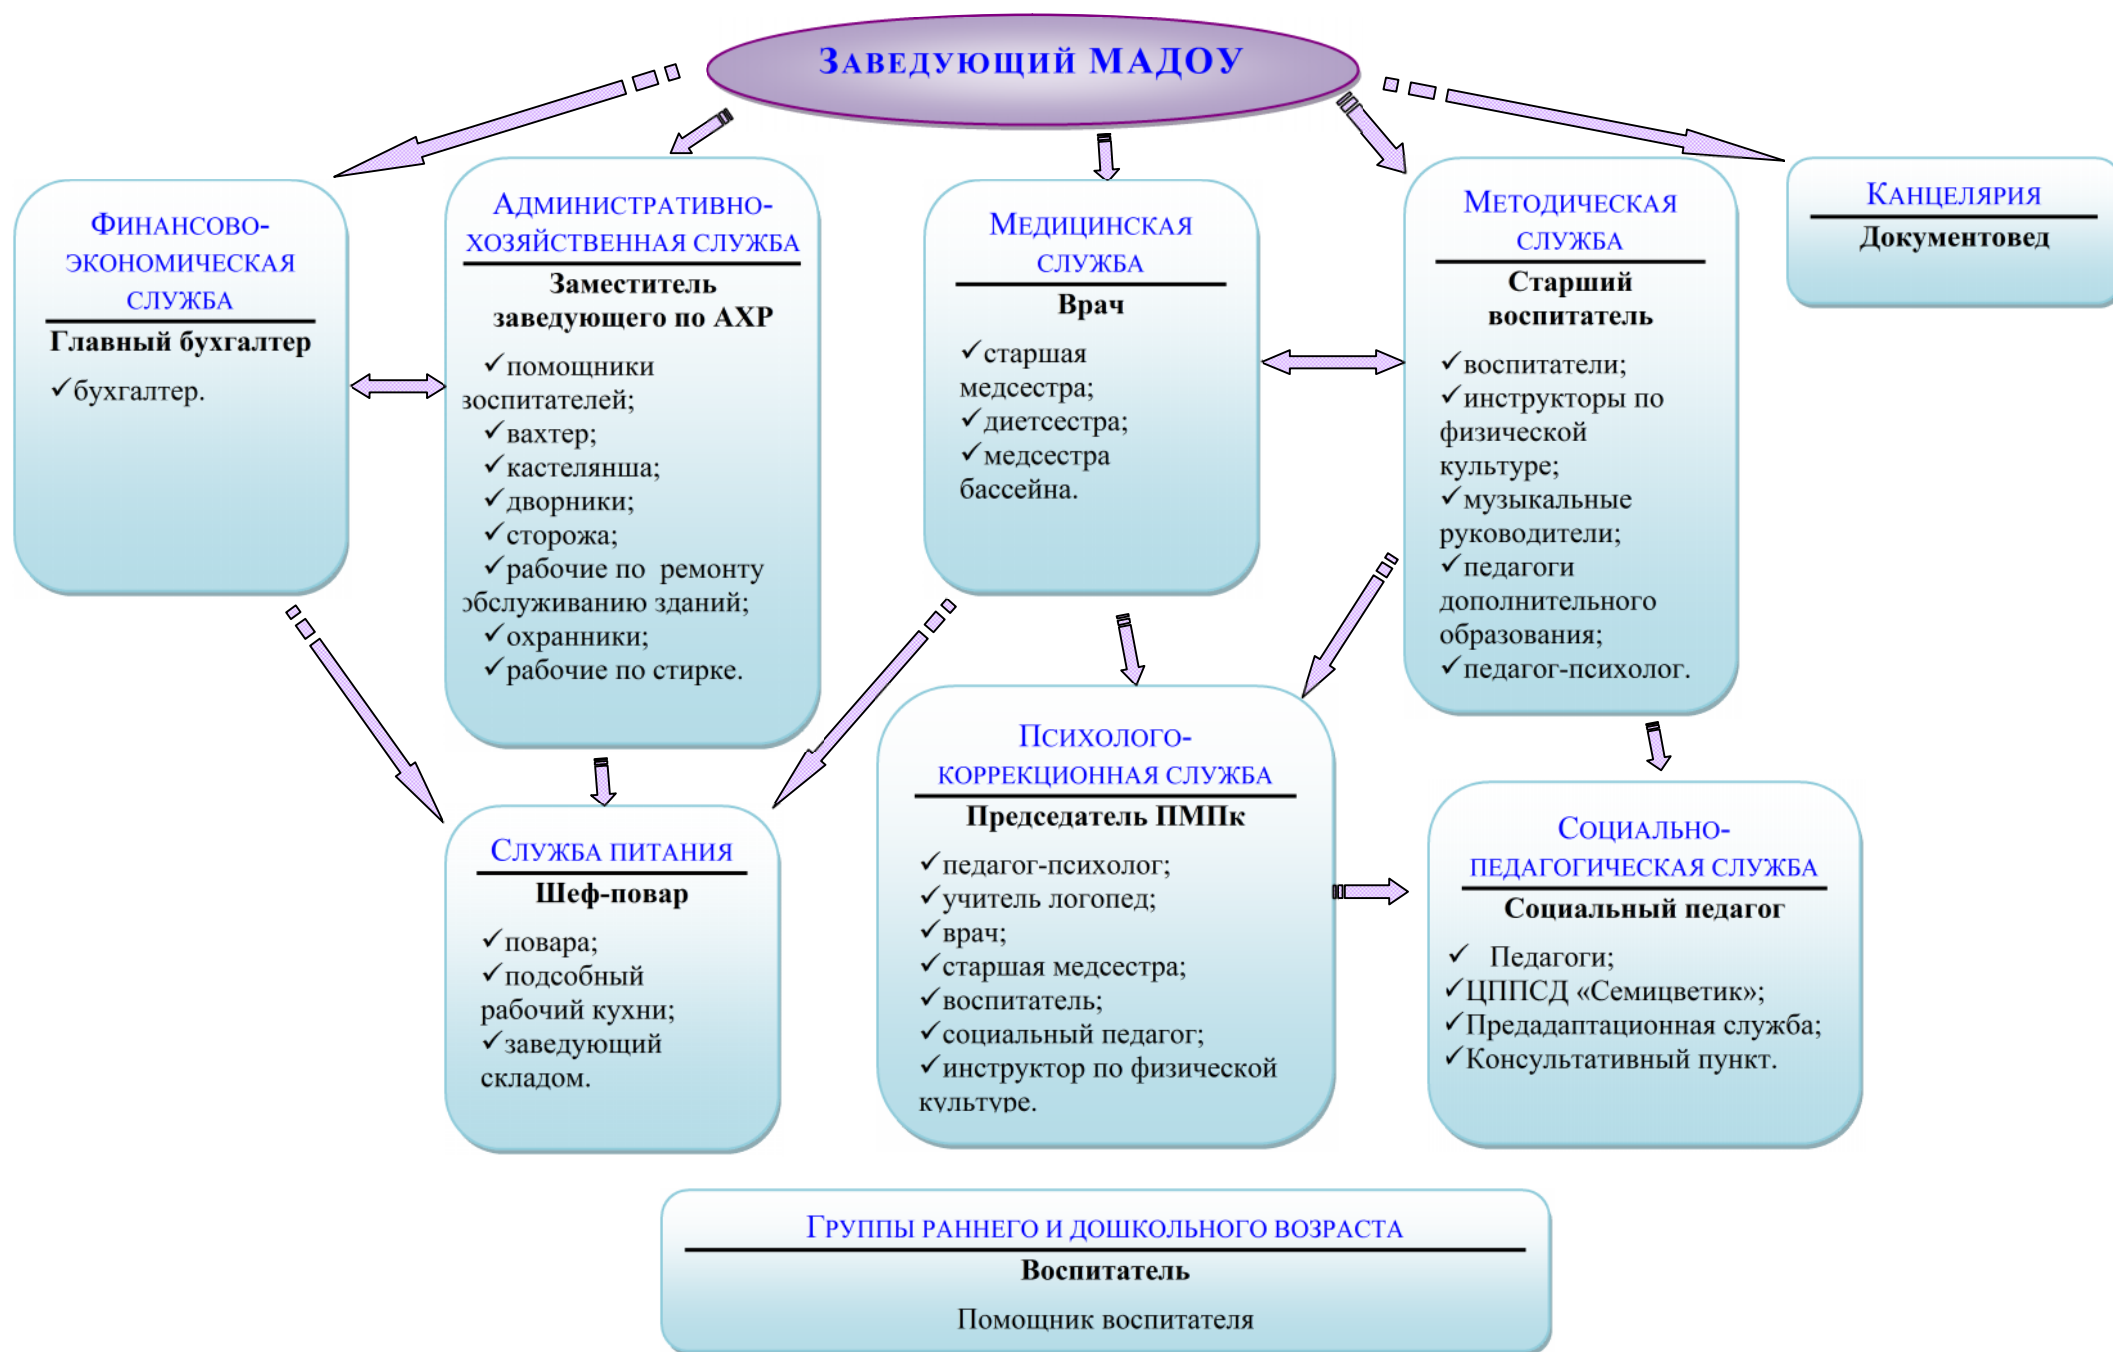 ЗАВЕДУЮЩИЙ МАДОУ
ФИНАНСОВО-
ЭКОНОМИЧЕСКАЯ
СЛУЖБА
Главный бухгалтер
✓бухгалтер.
АДМИНИСТРАТИВНО-
ХОЗЯЙСТВЕННАЯ СЛУЖБА
Заместитель
заведующего по АХР
✓помощники
воспитателей;
✓вахтер;
✓кастелянша;
✓дворники;
✓сторожа;
✓рабочие по ремонту
обслуживанию зданий;
✓охранники;
✓рабочие по стирке.
МЕДИЦИНСКАЯ
СЛУЖБА
Врач
✓старшая
медсестра;
✓диетсестра;
✓медсестра
бассейна.
МЕТОДИЧЕСКАЯ
СЛУЖБА
Старший
воспитатель
✓воспитатели;
✓инструкторы по
физической
культуре;
✓музыкальные
руководители;
✓педагоги
дополнительного
образования;
✓педагог-психолог.
КАНЦЕЛЯРИЯ
Документовед
СЛУЖБА ПИТАНИЯ
Шеф-повар
✓повара;
✓подсобный
рабочий кухни;
✓заведующий
складом.
ПСИХОЛОГО-
КОРРЕКЦИОННАЯ СЛУЖБА
Председатель ПМПк
✓педагог-психолог;
✓учитель логопед;
✓врач;
✓старшая медсестра;
✓воспитатель;
✓социальный педагог;
✓инструктор по физической
культуре.
СОЦИАЛЬНО-
ПЕДАГОГИЧЕСКАЯ СЛУЖБА
Социальный педагог
✓ Педагоги;
✓ЦППСД «Семицветик»;
✓Предадаптационная служба;
✓Консультативный пункт.
ГРУППЫ РАННЕГО И ДОШКОЛЬНОГО ВОЗРАСТА
Воспитатель
Помощник воспитателя